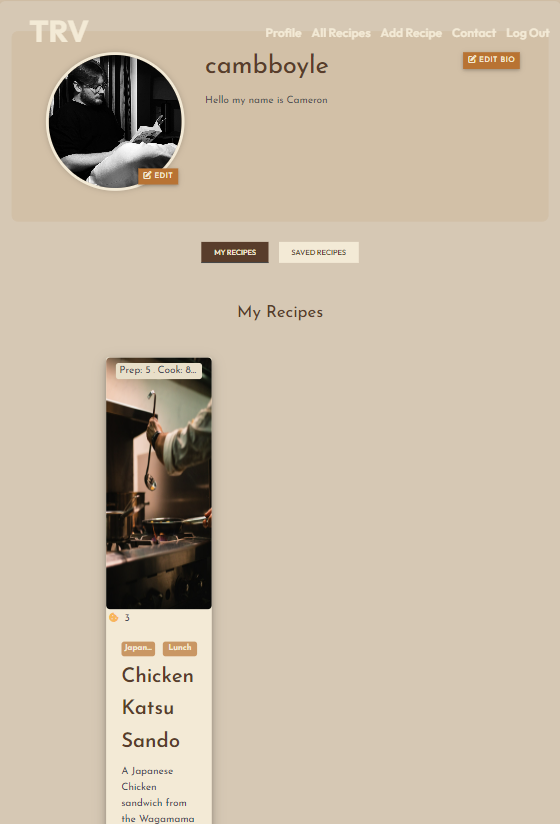 TRV
Profile All Recipes Add Recipe Contact Log Out
cambboyle
EDIT BIO
Hello my name is Cameron
EDIT
MY RECIPES SAVED RECIPES
My Recipes
Prep: 5 . Cook: 8...
3
Japan... Lunch
Chicken
Katsu
Sando
A Japanese
Chicken
sandwich from
the Wagamama